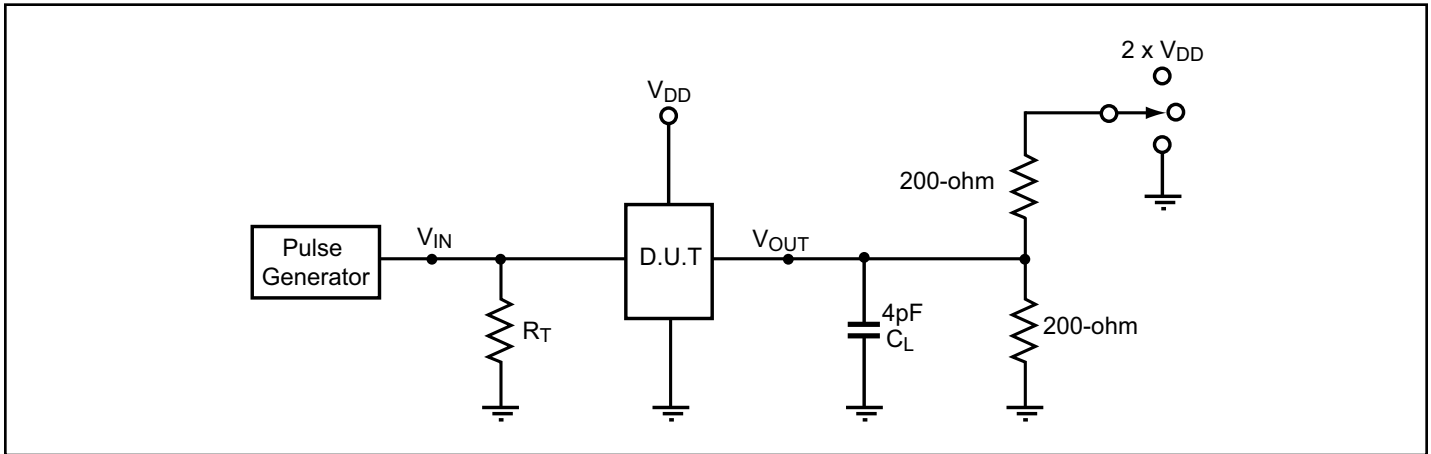 2 x VDD
VDD
200-ohm
Pulse
Generator
VIN
D.U.T
VOUT
RT
4pF
CL
200-ohm